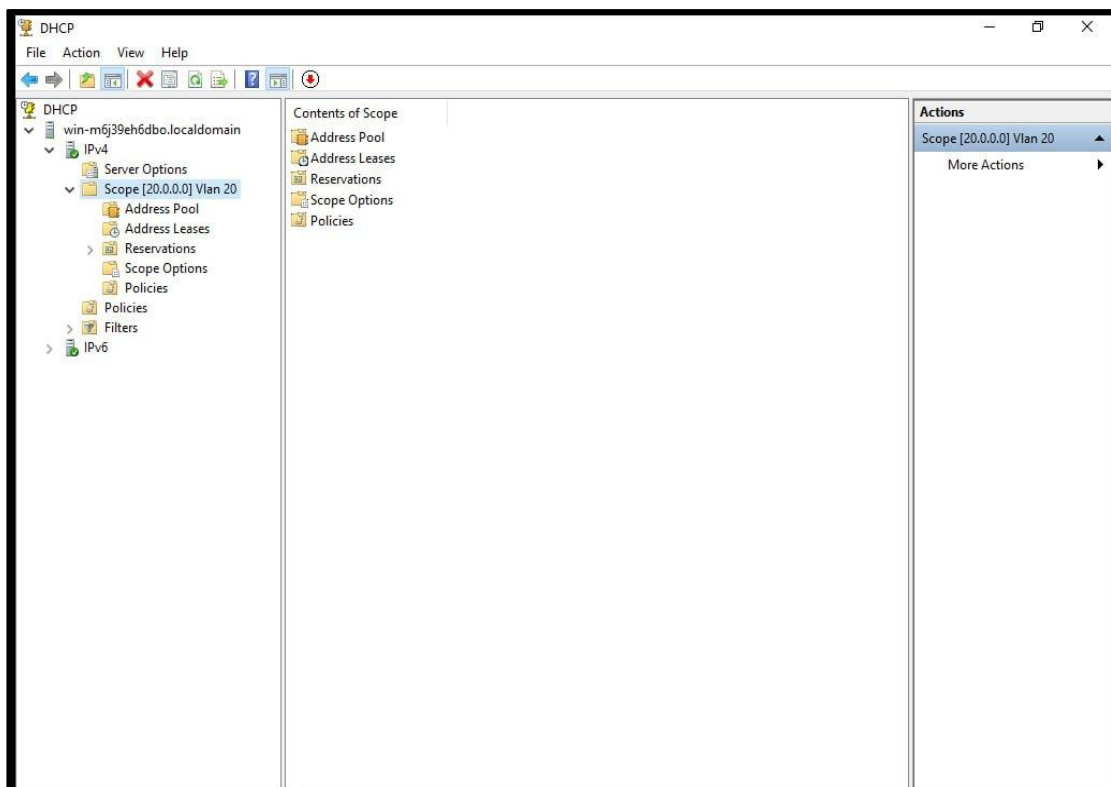 DHCP
File Action View Help
DHCP
win-m6j39eh6dbo.localdomain
IPv4
Server Options
Scope [20.0.0.0] Vlan 20
Address Pool
Address Leases
Reservations
Scope Options
Policies
Policies
Filters
IPv6
Contents of Scope
Address Pool
Address Leases
Reservations
Scope Options
Policies
Actions
Scope [20.0.0.0] Vlan 20
More Actions